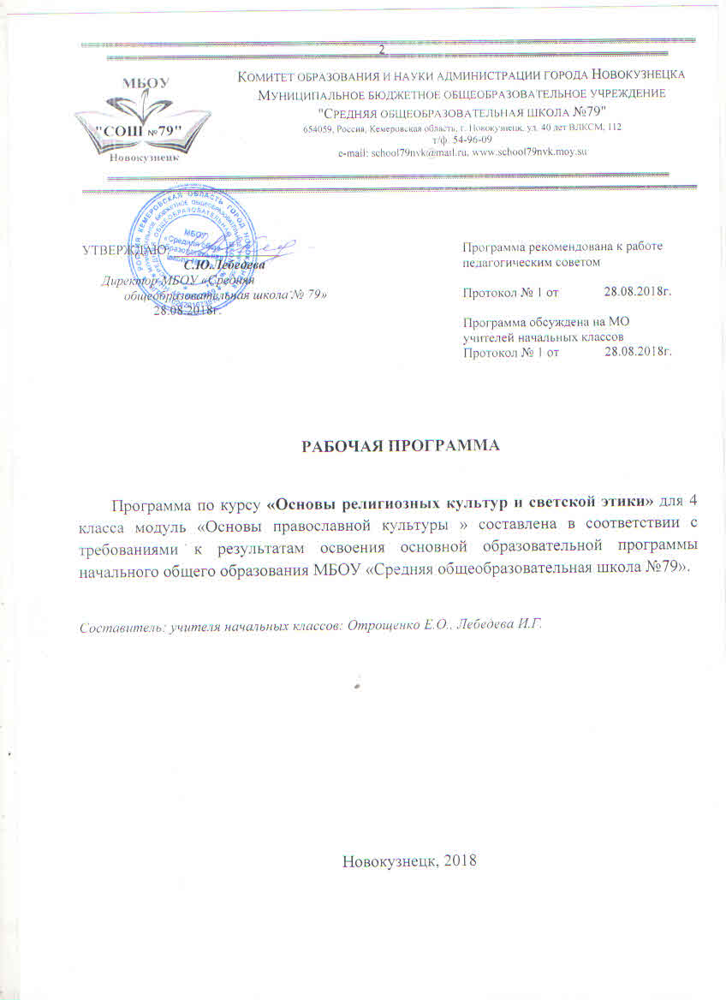 2
МБОУ
"СОШ №79"
Новокузнецк
КОМИТЕТ ОБРАЗОВАНИЯ И НАУКИ АДМИНИСТРАЦИИ ГОРОДА НОВОКУЗНЕЦКА
МУНИЦИПАЛЬНОЕ БЮДЖЕТНОЕ ОБЩЕОБРАЗОВАТЕЛЬНОЕ УЧРЕЖДЕНИЕ
"СРЕДНЯЯ ОБЩЕОБРАЗОВАТЕЛЬНАЯ ШКОЛА №79"
654059, Россия, Кемеровская область, г. Новокузнецк, ул. 40 лет ВЛКСМ, 112
т/ф. 54-96-09
e-mail: school79nvk@mail.ru, www.school79nvk.moy.su
УТВЕРЖДАЮ
С.Ю.Лебедева
Директор МБОУ «Средняя
общеобразовательная школа № 79»
28.08.2018г.
Программа рекомендована к работе
педагогическим советом
Протокол № 1 от 28.08.2018г.
Программа обсуждена на МО
учителей начальных классов
Протокол № 1 от 28.08.2018г.
РАБОЧАЯ ПРОГРАММА
Программа по курсу «Основы религиозных культур и светской этики» для 4
класса модуль «Основы православной культуры » составлена в соответствии с
требованиями к результатам освоения основной образовательной программы
начального общего образования МБОУ «Средняя общеобразовательная школа №79».
Составитель: учителя начальных классов: Отрощенко Е.О., Лебедева И.Г.
Новокузнецк, 2018